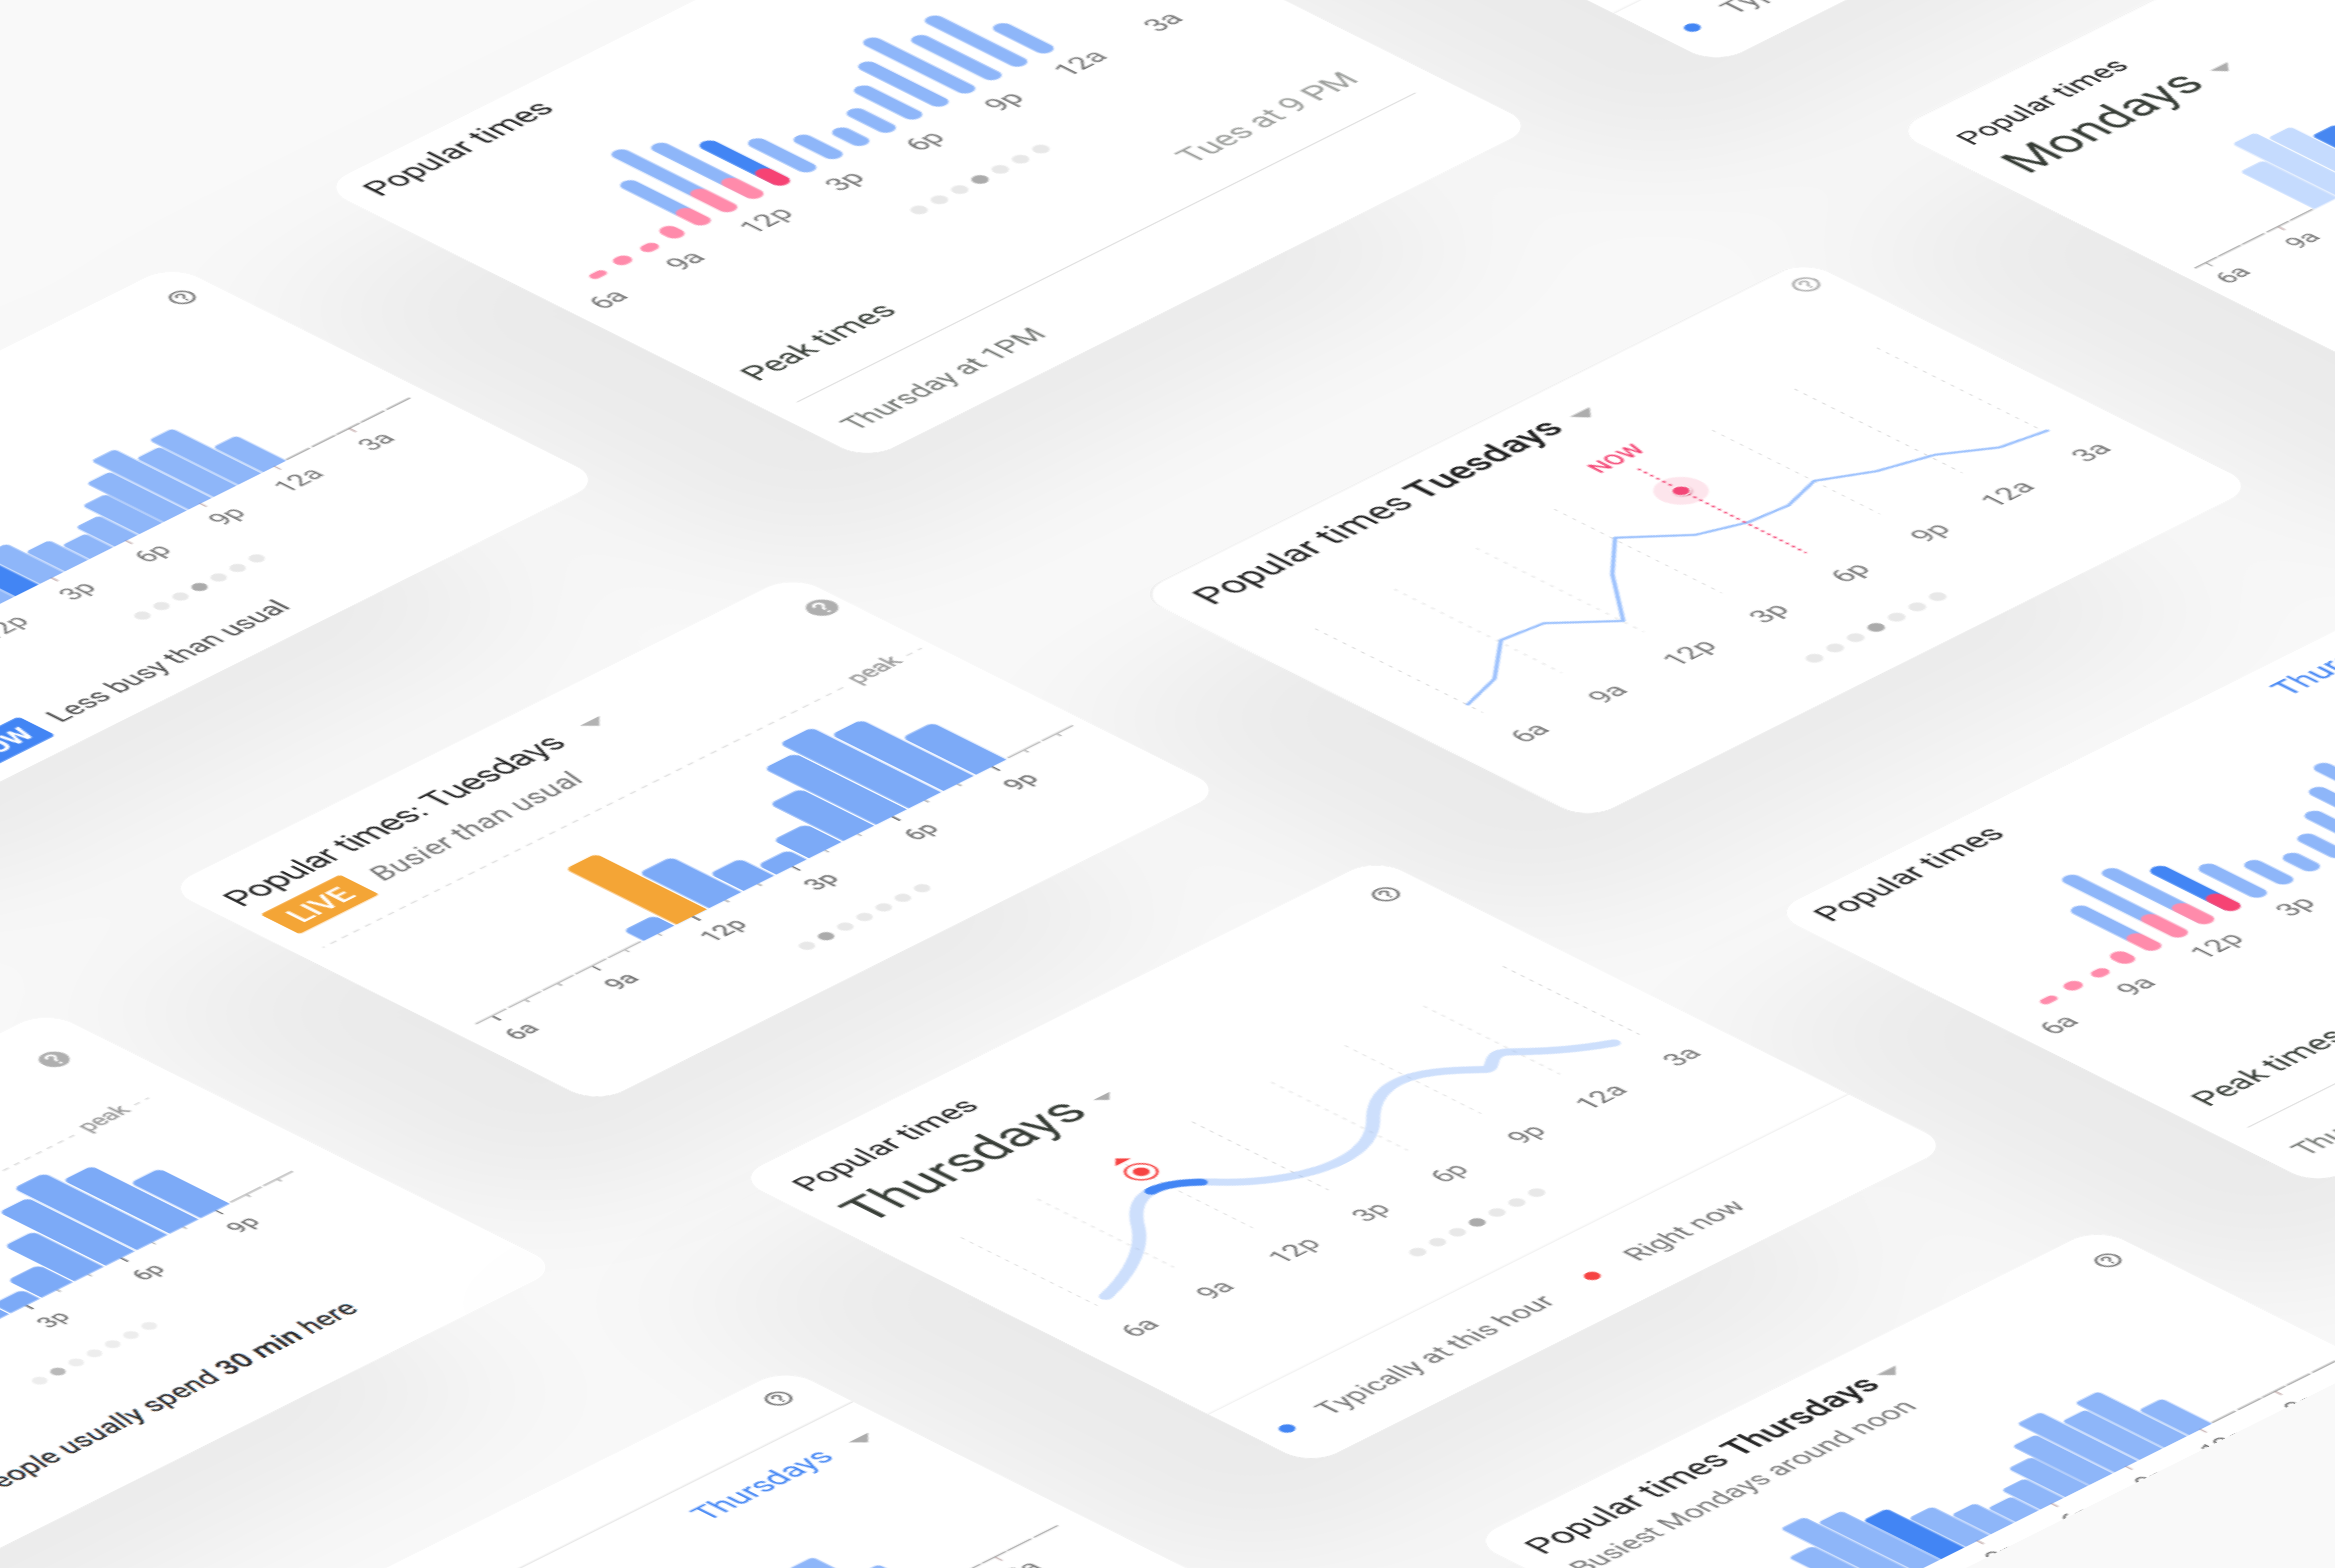 Popular times
6a
9a
12p
3p
6p
9p
12a
3a
Peak times
Thursday at 1PM
Tues at 9 PM
Popular times
Mondays
6a
9a
3p
6p
9p
12a
3a
Less busy than usual
Popular times Tuesdays
NOW
6a
9a
12p
3p
6p
9p
12a
3a
Popular times: Tuesdays
LIVE Busier than usual
peak
6a
9a
12p
3p
6p
9p
Thur
Popular times
6a
9a
12p
3p
Peak times
peak
3p
6p
9p
eople usually spend 30 min here
Popular times
Thursdays
6a
9a
12p
3p
6p
9p
12a
3a
Typically at this hour
Right now
Thursdays
Popular times Thursdays
Busiest Mondays around noon